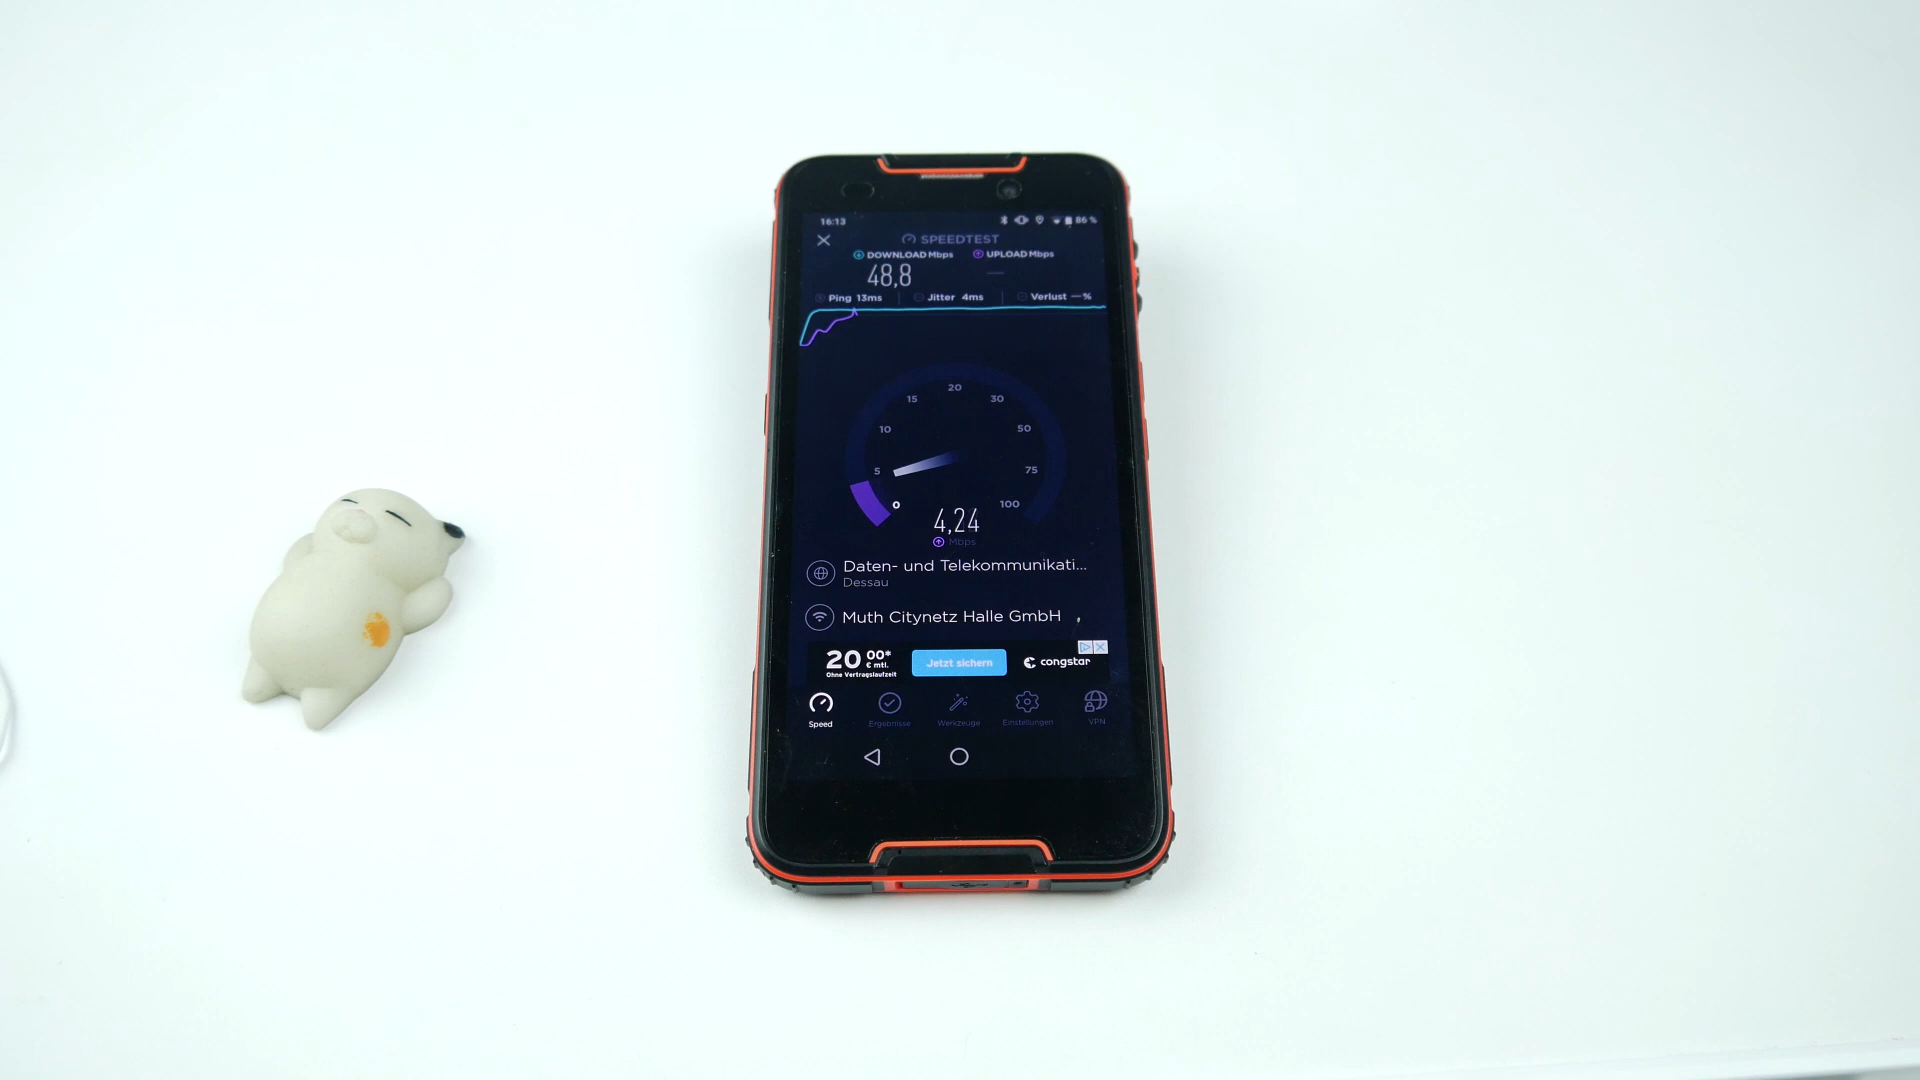 16:13
86 %
SPEEDTEST
DOWNLOAD Mbps
UPLOAD Mbps
48,8
—
Ping 13ms
Jitter 4ms
Verlust — %
20
15
30
10
50
5
75
0
100
4,24
Mbps
Daten- und Telekommunikati...
Dessau
Muth Citynetz Halle GmbH
20 00*
€ mtl.
Ohne Vertragslaufzeit
Jetzt sichern
congstar
Speed
Ergebnisse
Werkzeuge
Einstellungen
VPN